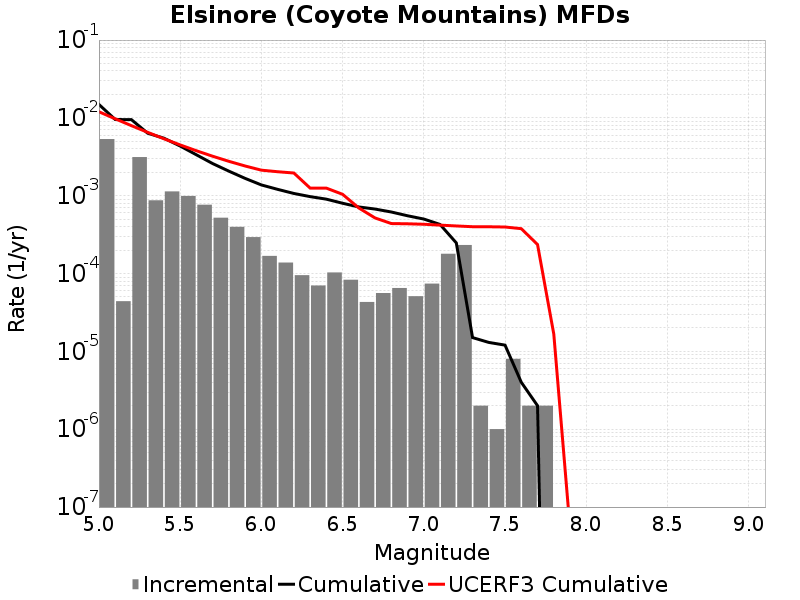 Elsinore (Coyote Mountains) MFDs
10-1
10-2
10-3
10-4
10-5
10-6
10-7
Rate (1/yr)
5.0 5.5 6.0 6.5 7.0 7.5 8.0 8.5 9.0
Magnitude
Incremental Cumulative UCERF3 Cumulative